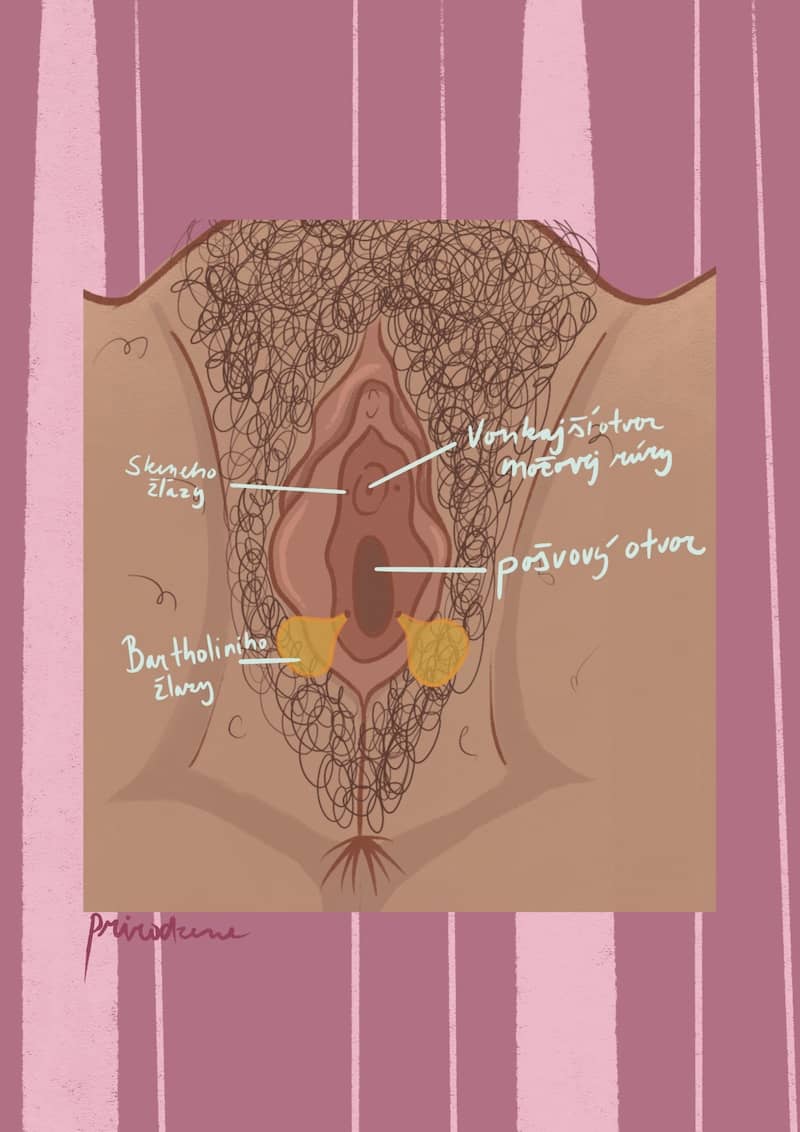 Vonkajší otvor
močovej rúry
Skeneho
žľazy
pošvový otvor
Bartholiniho
žľazy
prirodzene